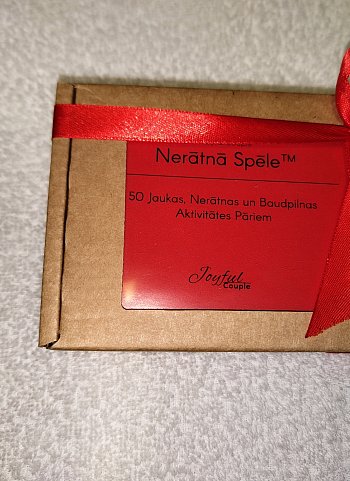 Nerātnā Spēle™
50 Jaukas, Nerātnas un Baudpilnas
Aktivitātes Pāriem
Joyful
Couple